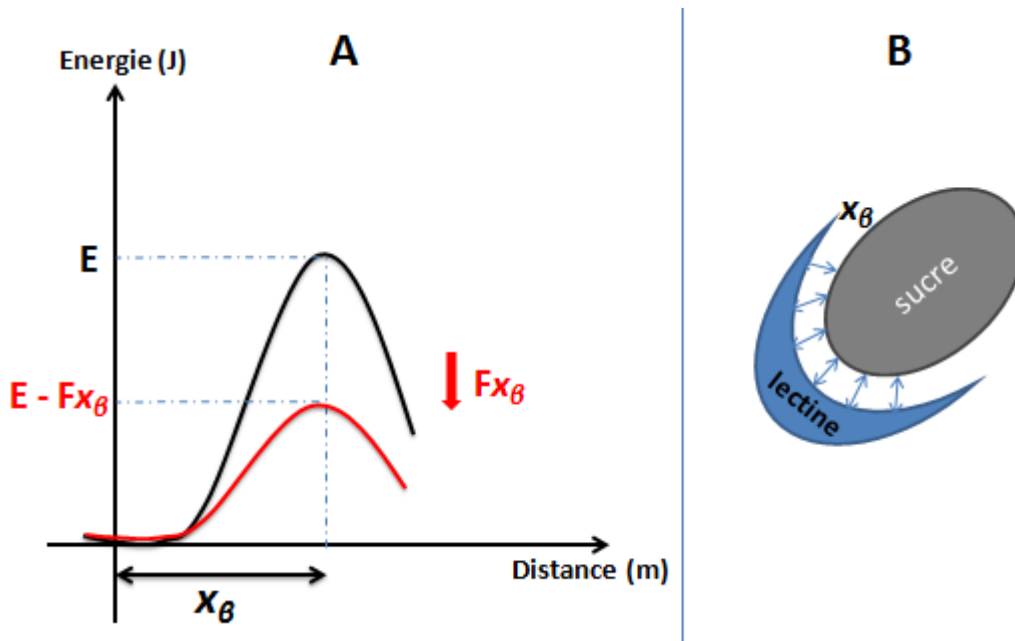 A
Energie (J)
E
E - Fxβ
Fxβ
Distance (m)
xβ
B
xβ
sucre
lectine